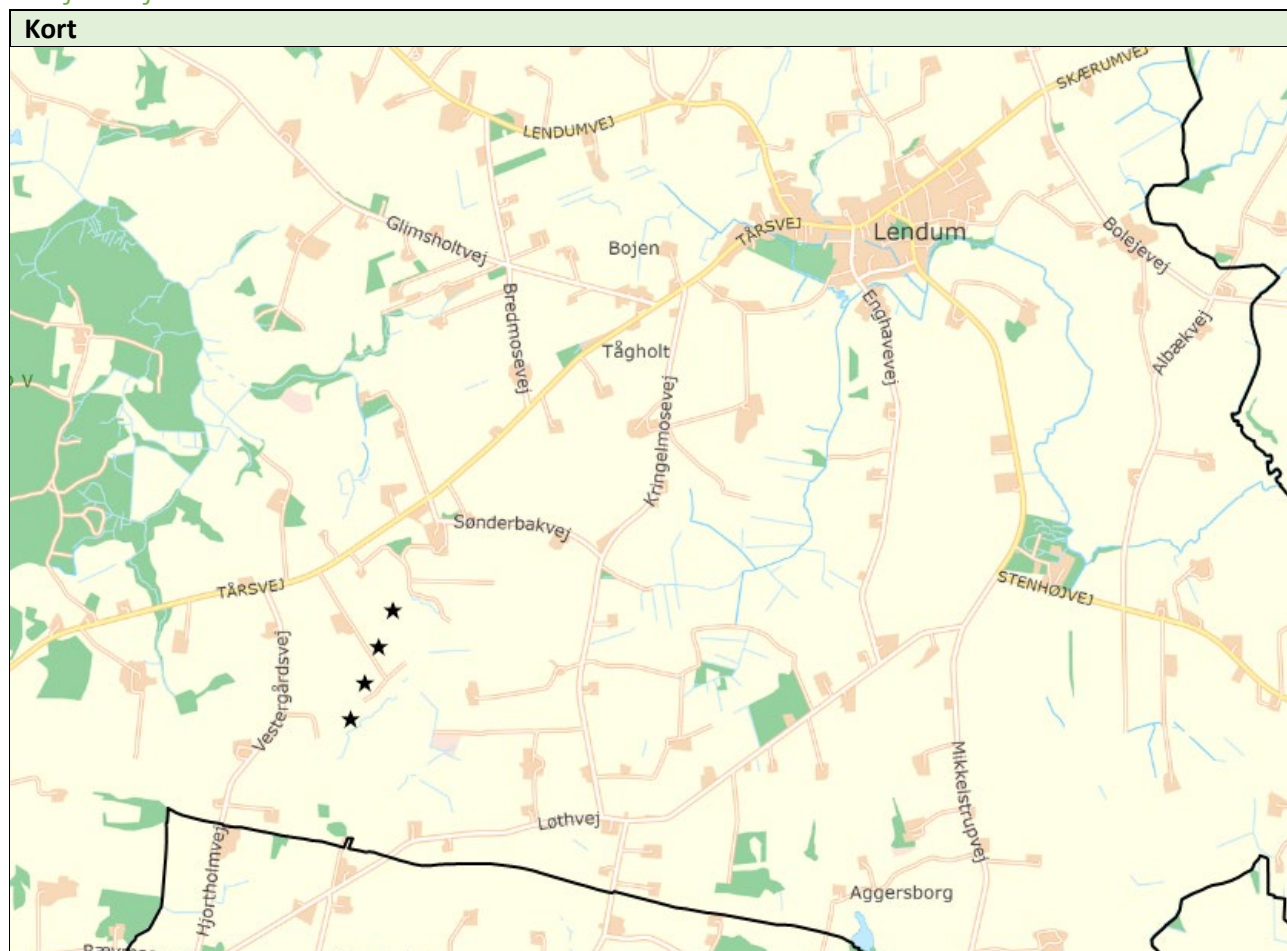 Kort
SKÆRUMVEJ
LENDUMVEJ
Glimsholtvej
Bojen
TÅRSVEJ
Lendum
Bolejevej
Bredmosevej
Enghavevej
Tågholt
Albækvej
V
Kringelmosevej
Sønderbakvej
TÅRSVEJ
STENHØJVEJ
Vestergårdsvej
Mikkelstrupvej
Løthvej
Hjortholmvej
Aggersborg